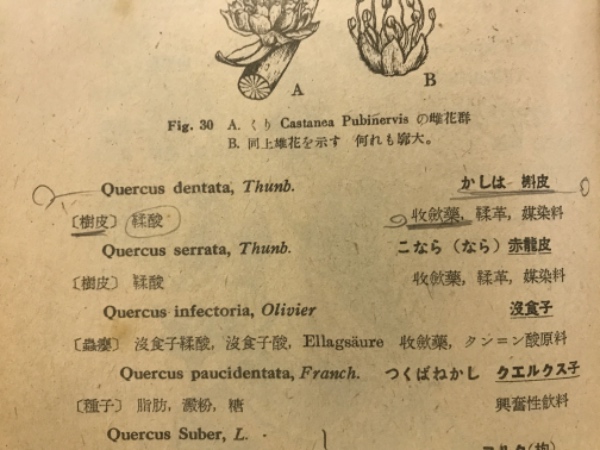 A
B
Fig. 30 A. くり Castanea Pubinervis の雌花群
B. 同上雄花を示す 何れも廓大。
Quercus dentata, Thunb. かしは 槲皮
〔樹皮〕 鞣酸 收斂藥, 鞣革, 媒染料
Quercus serrata, Thunb. こなら (なら) 赤龍皮
〔樹皮〕 鞣酸 收斂藥, 鞣革, 媒染料
Quercus infectoria, Olivier 沒食子
〔蟲癭〕 沒食子鞣酸, 沒食子酸, Ellagsäure 收斂藥, タンニン酸原料
Quercus paucidentata, Franch. つくばねかし クエルクス子
〔種子〕 脂肪, 澱粉, 糖 興奮性飲料
Quercus Suber, L.